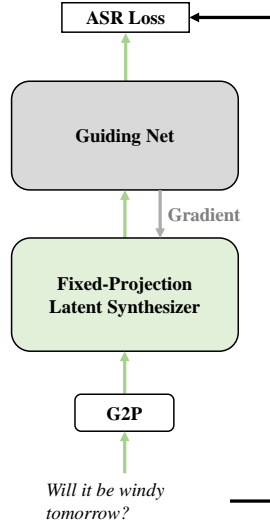 ASR Loss
Guiding Net
Gradient
Fixed-Projection
Latent Synthesizer
G2P
Will it be windy
tomorrow?